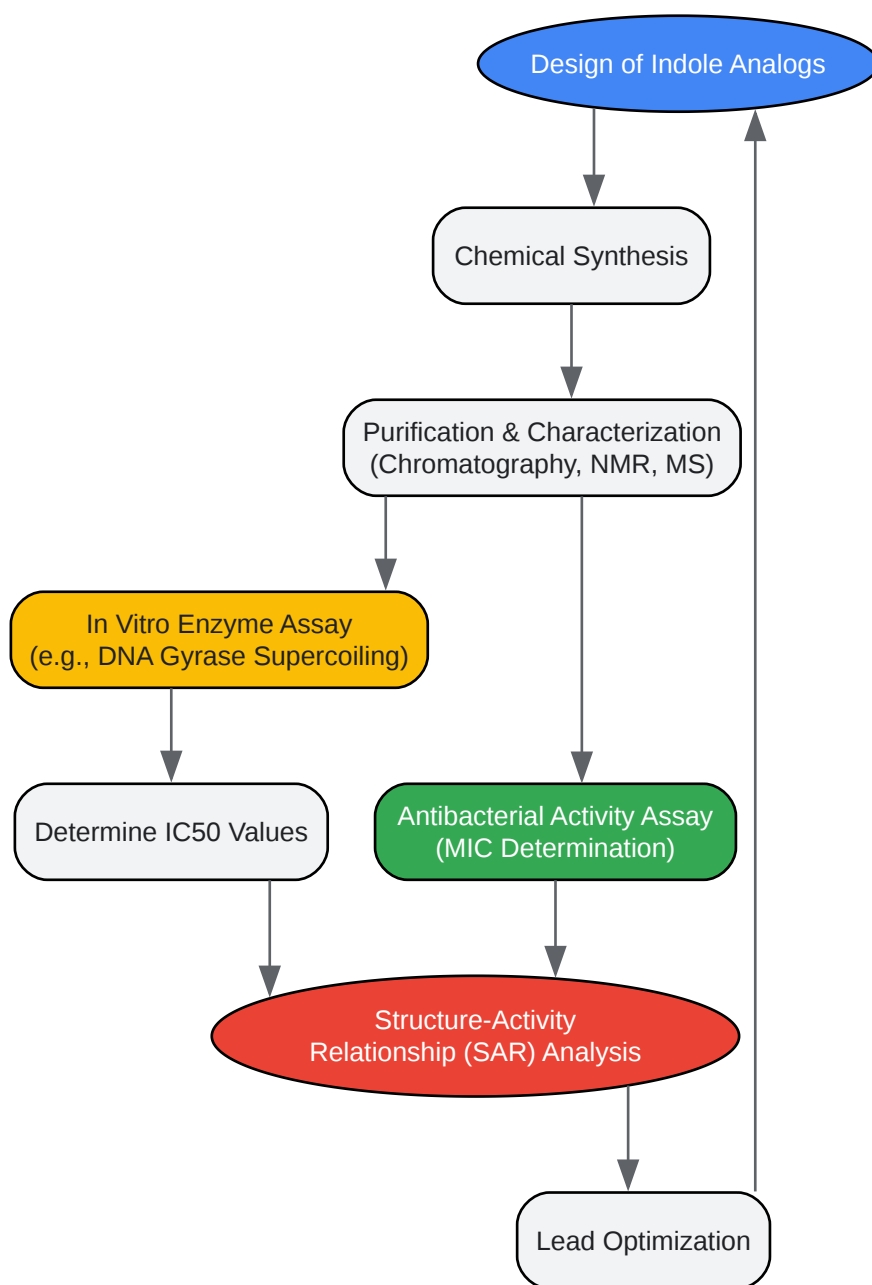 Design of Indole Analogs
Chemical Synthesis
Purification & Characterization
(Chromatography, NMR, MS)
In Vitro Enzyme Assay
(e.g., DNA Gyrase Supercoiling)
Determine IC50 Values
Antibacterial Activity Assay
(MIC Determination)
Structure-Activity
Relationship (SAR) Analysis
Lead Optimization